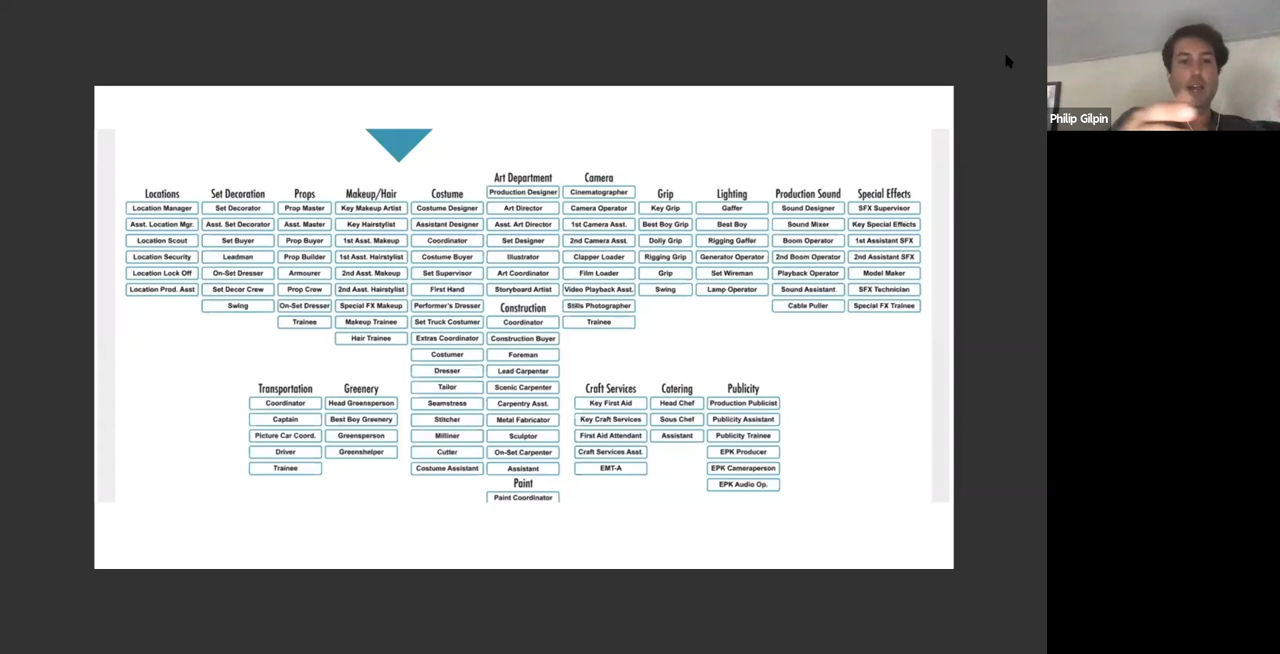 Philip Gilpin
Art Department
Camera
Locations
Set Decoration
Props
Makeup/Hair
Costume
Production Designer
Cinematographer
Grip
Lighting
Production Sound
Special Effects
Location Manager
Set Decorator
Prop Master
Key Makeup Artist
Costume Designer
Art Director
Camera Operator
Key Grip
Gaffer
Sound Designer
SFX Supervisor
Asst. Location Mgr.
Asst. Set Decorator
Asst. Master
Key Hairstylist
Assistant Designer
Asst. Art Director
1st Camera Asst.
Best Boy Grip
Best Boy
Sound Mixer
Key Special Effects
Location Scout
Set Buyer
Prop Buyer
1st Asst. Makeup
Coordinator
Set Designer
2nd Camera Asst.
Dolly Grip
Rigging Gaffer
Boom Operator
1st Assistant SFX
Location Security
Leadman
Prop Builder
1st Asst. Hairstylist
Costume Buyer
Illustrator
Clapper Loader
Rigging Grip
Generator Operator
2nd Boom Operator
2nd Assistant SFX
Location Lock Off
On-Set Dresser
Armourer
2nd Asst. Makeup
Set Supervisor
Art Coordinator
Film Loader
Grip
Set Wireman
Playback Operator
Model Maker
Location Prod. Asst
Set Decor Crew
Prop Crew
2nd Asst. Hairstylist
First Hand
Storyboard Artist
Video Playback Asst.
Swing
Lamp Operator
Sound Assistant
SFX Technician
Swing
On-Set Dresser
Special FX Makeup
Performer's Dresser
Construction
Stills Photographer
Cable Puller
Special FX Trainee
Trainee
Makeup Trainee
Set Truck Costumer
Coordinator
Trainee
Hair Trainee
Extras Coordinator
Construction Buyer
Costumer
Foreman
Dresser
Lead Carpenter
Transportation
Greenery
Tailor
Scenic Carpenter
Craft Services
Catering
Publicity
Coordinator
Head Greensperson
Seamstress
Carpentry Asst.
Key First Aid
Head Chef
Production Publicist
Captain
Best Boy Greenery
Stitcher
Metal Fabricator
Key Craft Services
Sous Chef
Publicity Assistant
Picture Car Coord.
Greensperson
Milliner
Sculptor
First Aid Attendant
Assistant
Publicity Trainee
Driver
Greenshelper
Cutter
On-Set Carpenter
Craft Services Asst.
EPK Producer
Trainee
Costume Assistant
Assistant
EMT-A
EPK Cameraperson
Paint
EPK Audio Op.
Paint Coordinator